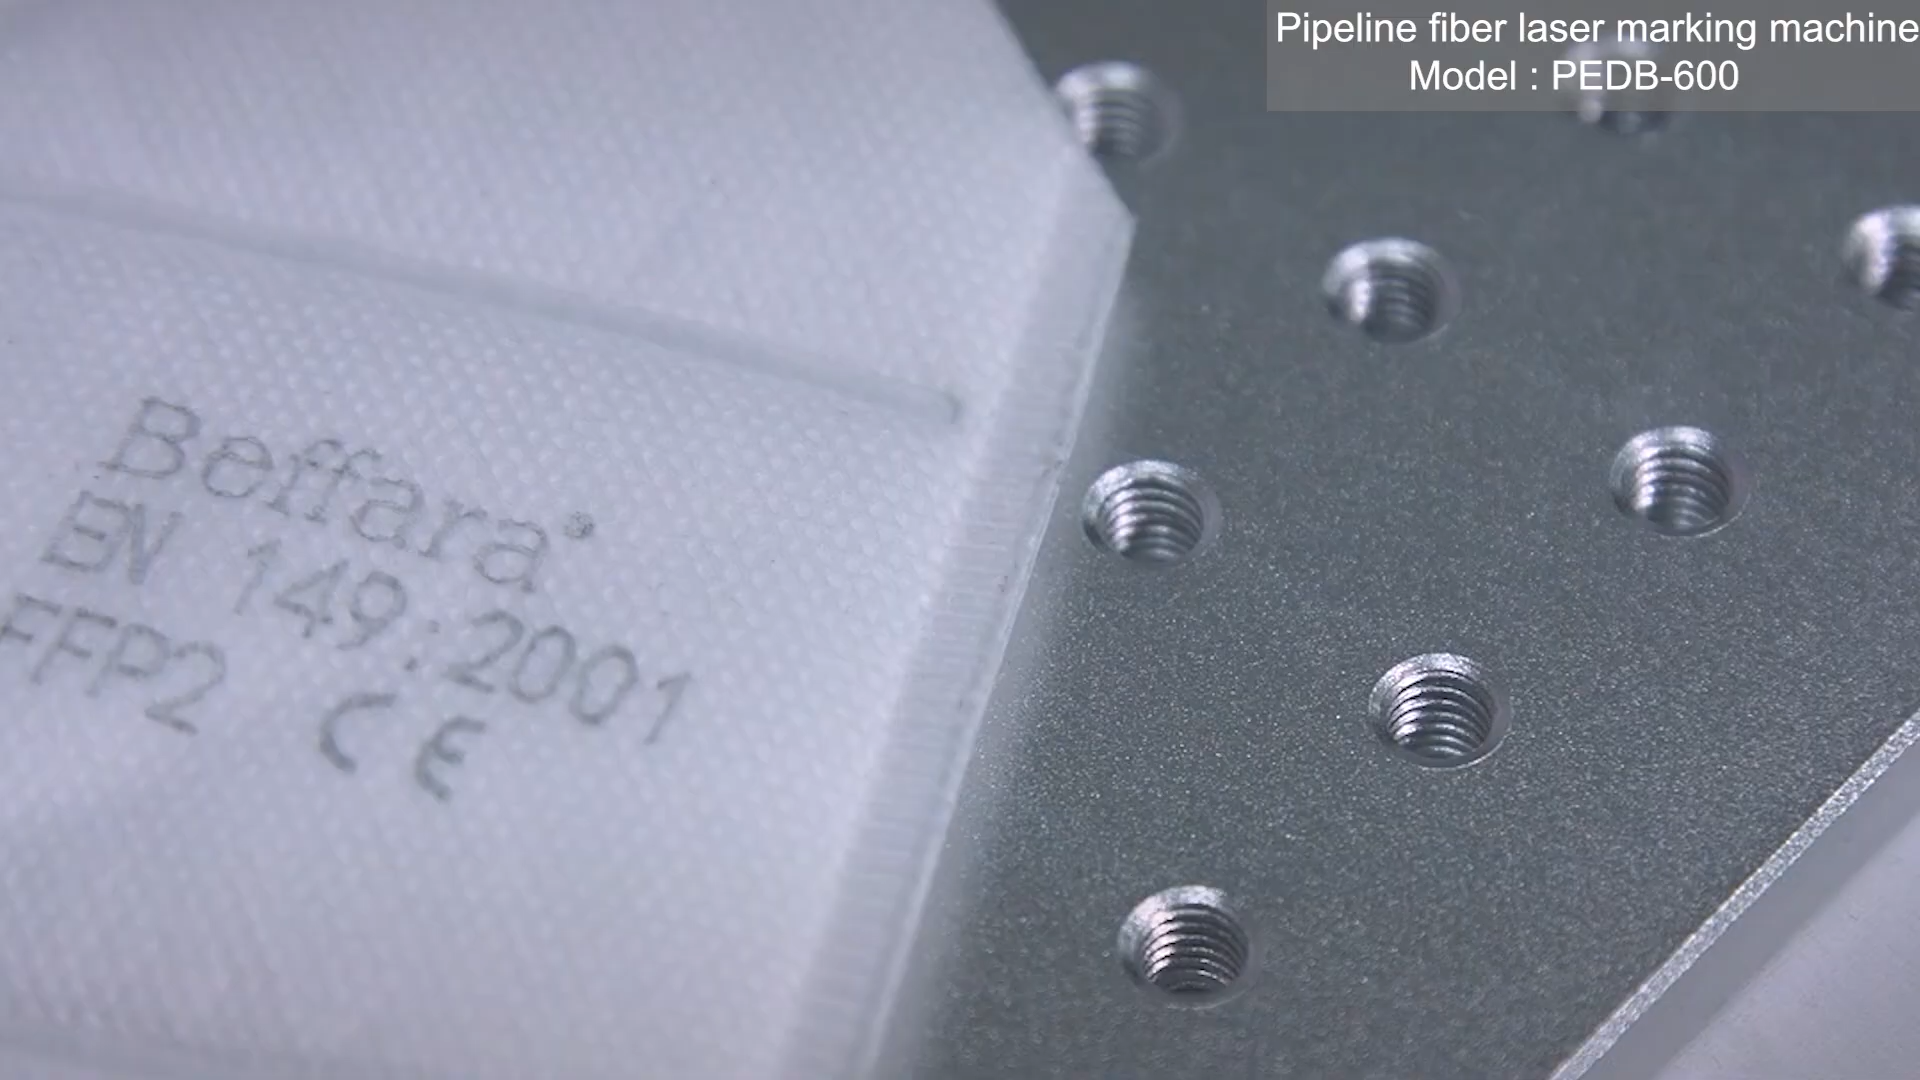 Pipeline fiber laser marking machine
Model : PEDB-600
Beffara®
EN 149:2001
FFP2 CE